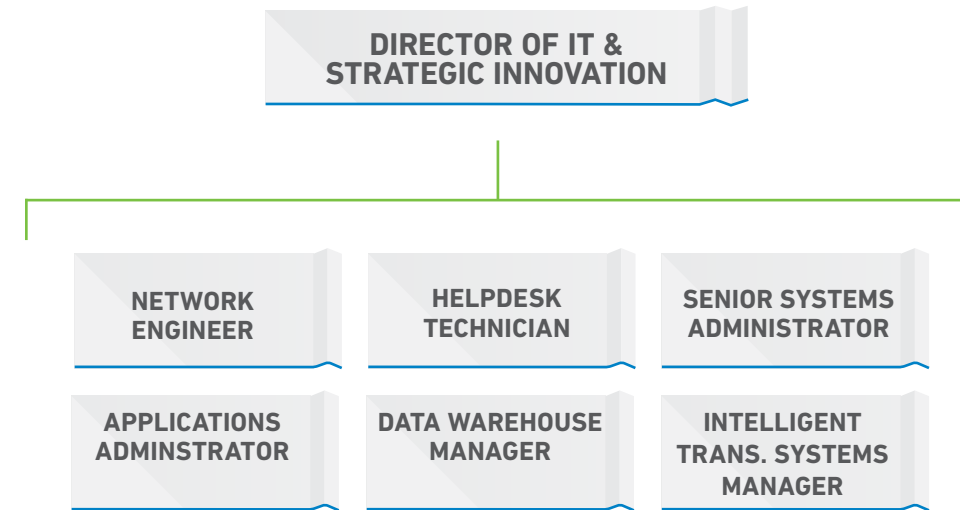 DIRECTOR OF IT &
STRATEGIC INNOVATION
NETWORK
ENGINEER
HELPDESK
TECHNICIAN
SENIOR SYSTEMS
ADMINISTRATOR
APPLICATIONS
ADMINSTRATOR
DATA WAREHOUSE
MANAGER
INTELLIGENT
TRANS. SYSTEMS
MANAGER